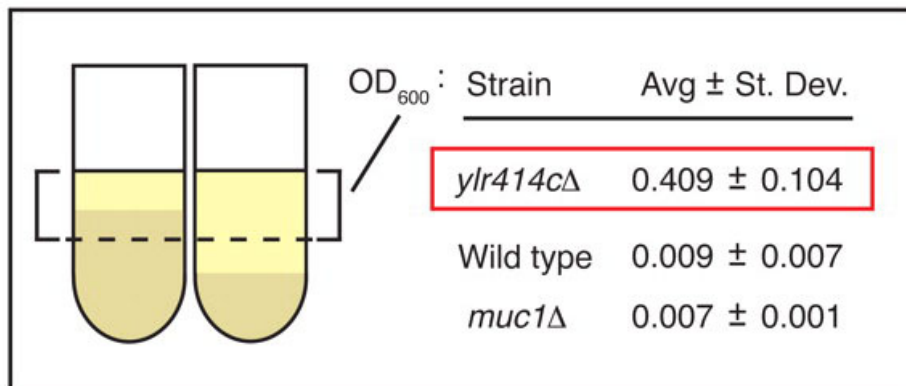 OD600 : Strain Avg ± St. Dev.
ylr414cΔ 0.409 ± 0.104
Wild type 0.009 ± 0.007
muc1Δ 0.007 ± 0.001